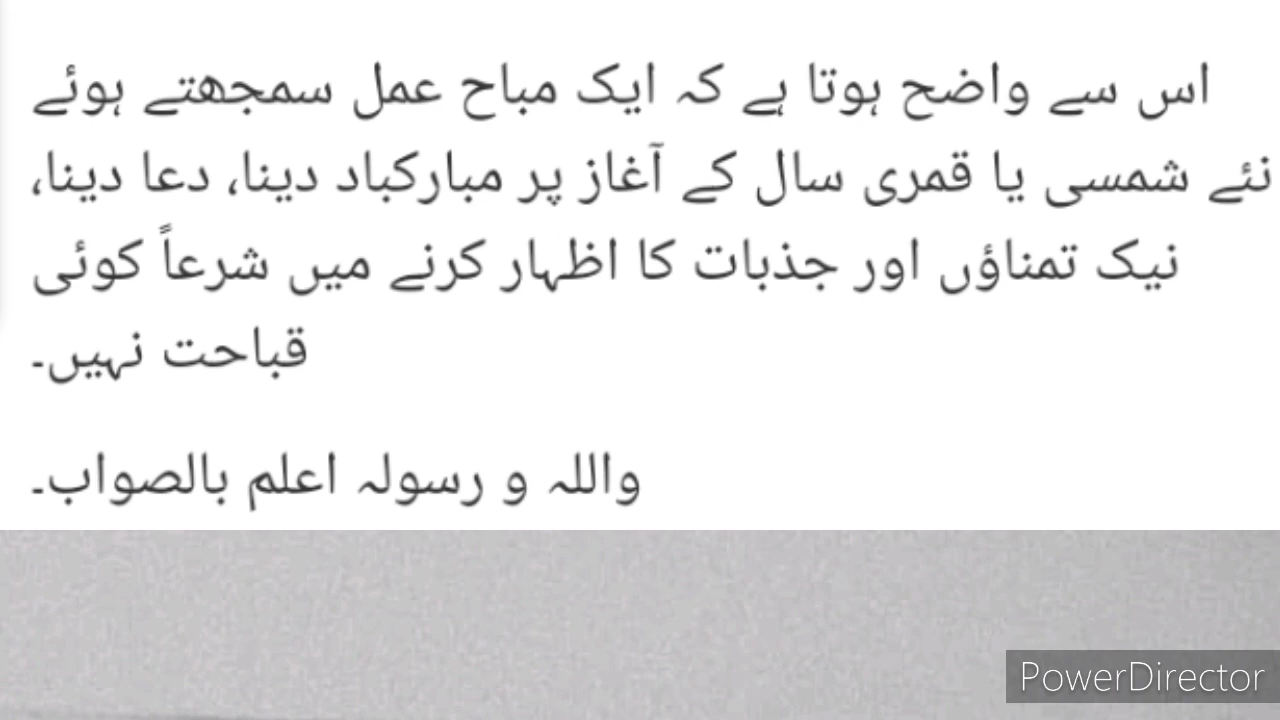 اس سے واضح ہوتا ہے کہ ایک مباح عمل سمجھتے ہوئے
نئے شمسی یا قمری سال کے آغاز پر مبارکباد دینا، دعا دینا،
نیک تمناؤں اور جذبات کا اظہار کرنے میں شرعاً کوئی
قباحت نہیں۔
واللہ و رسولہ اعلم بالصواب۔
PowerDirector